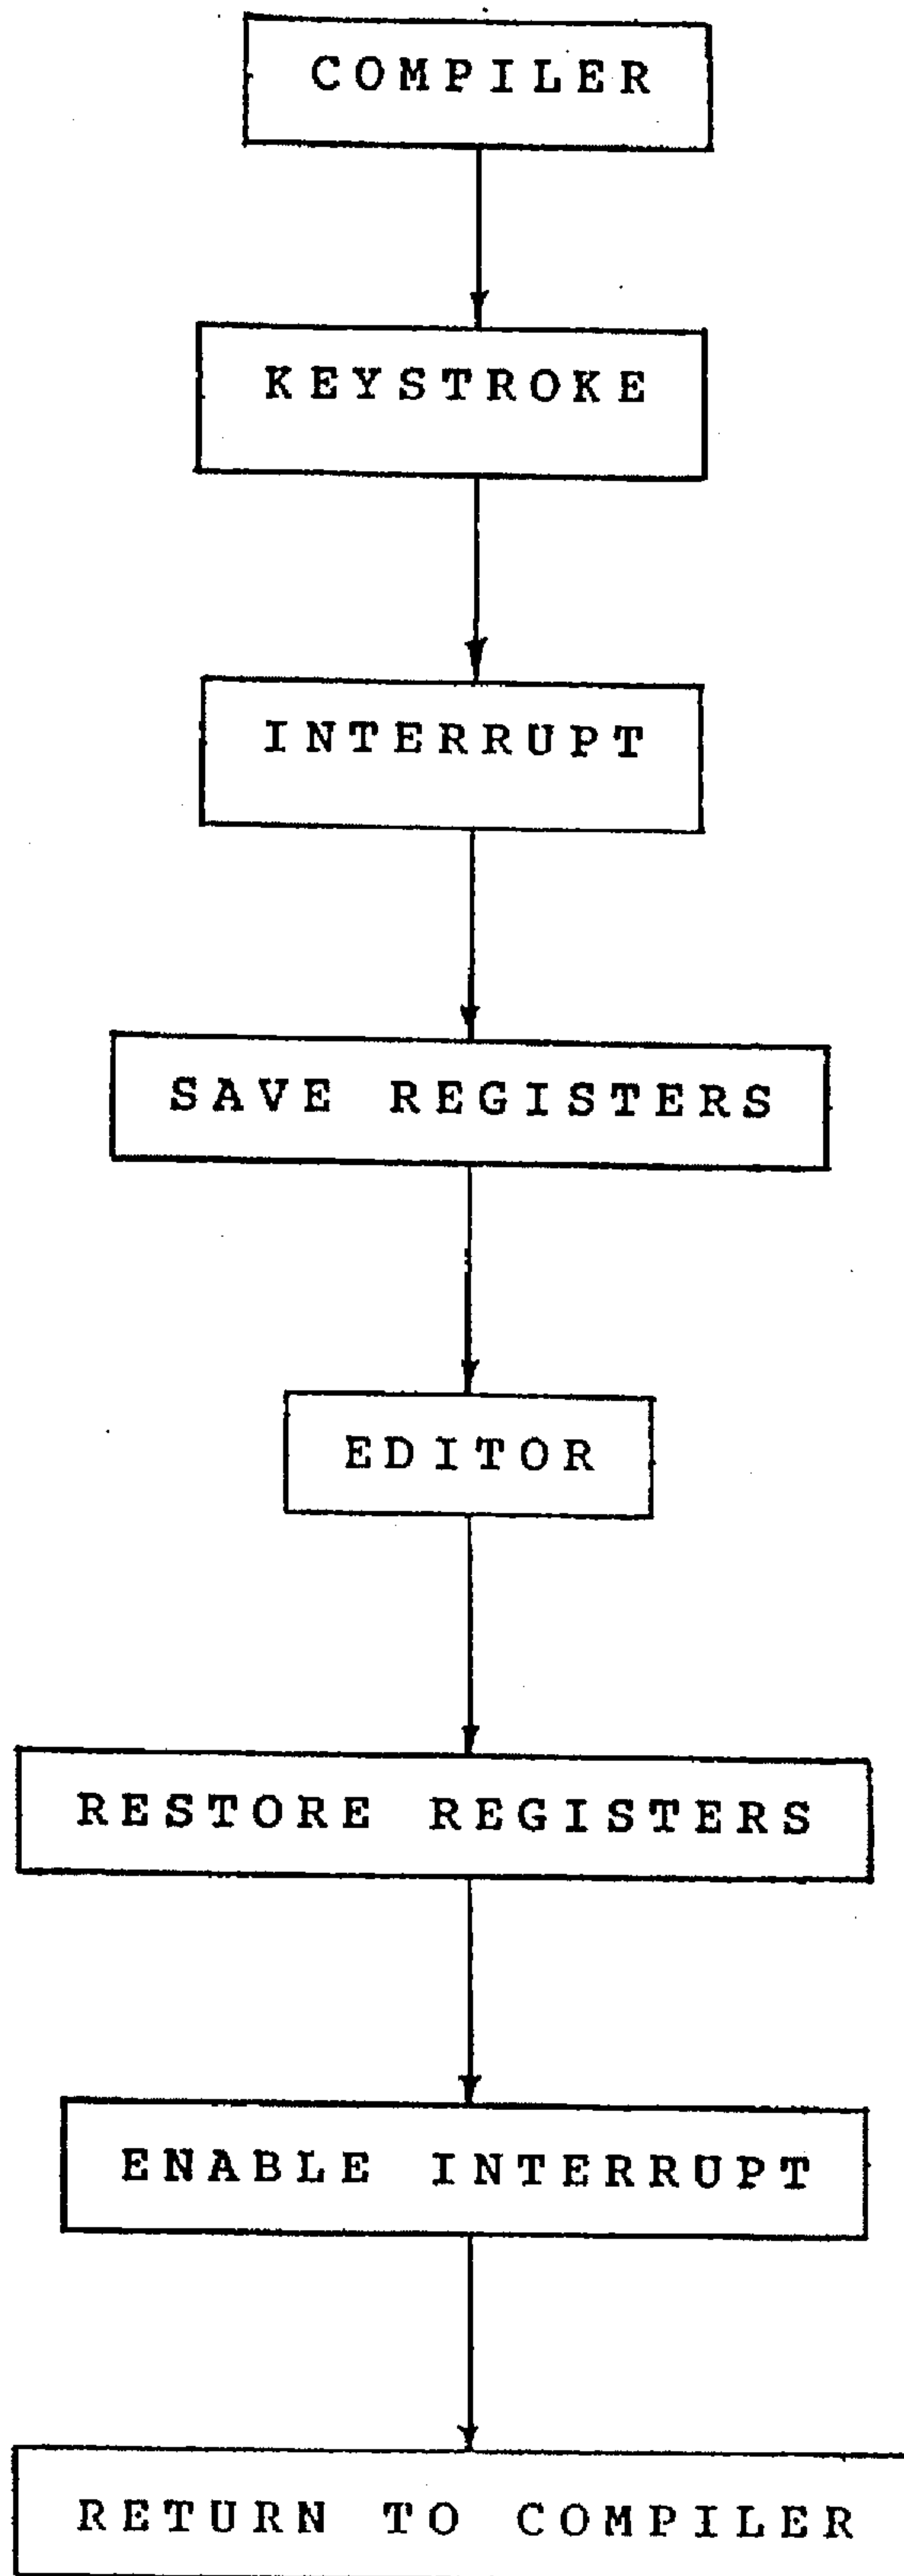 COMPILER
KEYSTROKE
INTERRUPT
SAVE REGISTERS
EDITOR
RESTORE REGISTERS
ENABLE INTERRUPT
RETURN TO COMPILER